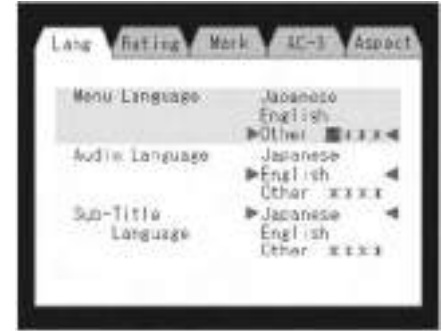 Lang Rating Mark AC-3 Aspect
Menu Language Japanese
English
▶Other ■***◀
Audio Language Japanese
▶English ◀
Other ****
Sub-Title ▶Japanese ◀
Language English
Other ****